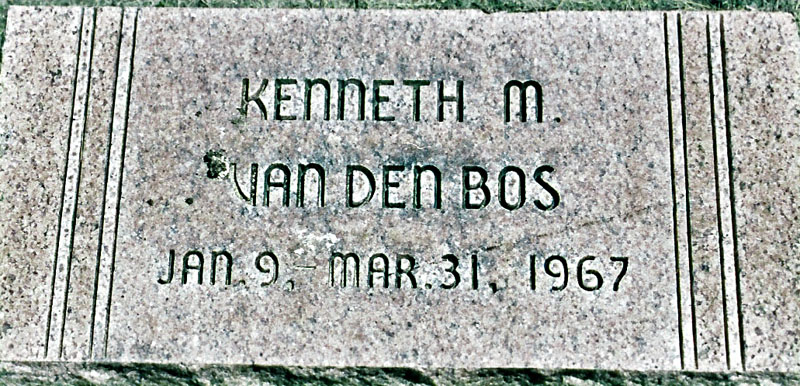 KENNETH M.
VAN DEN BOS
JAN. 9, - MAR. 31, 1967